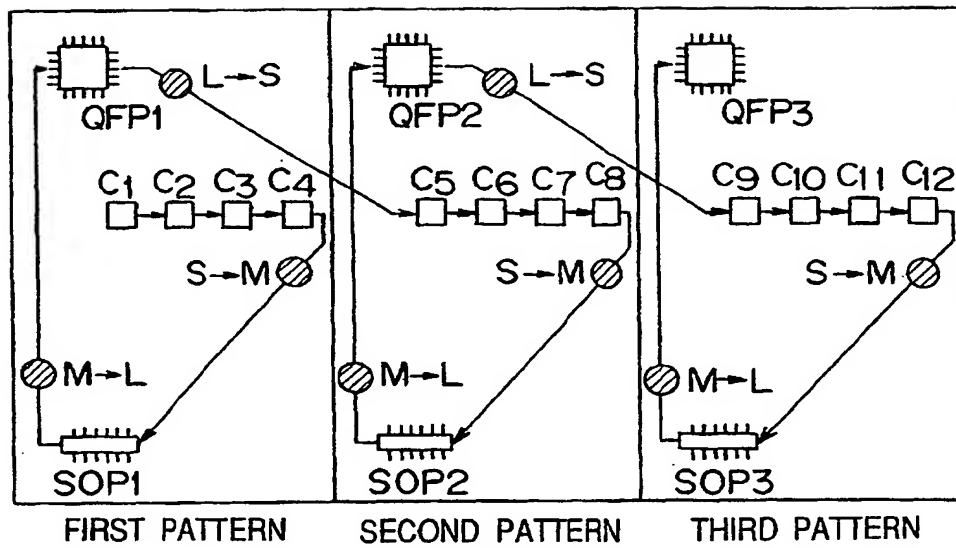 QFP1
L→S
C1 C2 C3 C4
S→M
M→L
SOP1
FIRST PATTERN
QFP2
L→S
C5 C6 C7 C8
S→M
M→L
SOP2
SECOND PATTERN
QFP3
C9 C10 C11 C12
S→M
M→L
SOP3
THIRD PATTERN